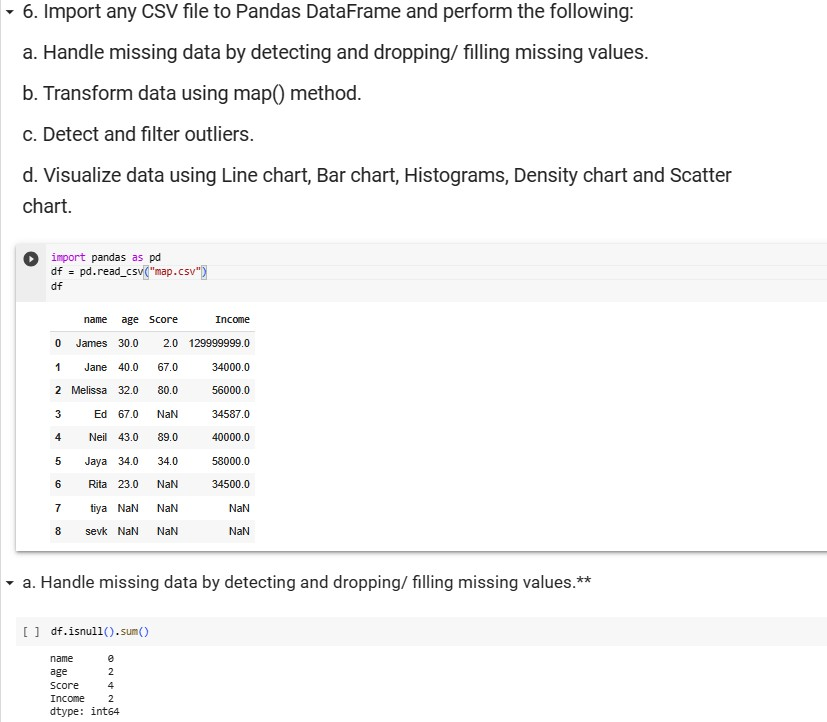 6. Import any CSV file to Pandas DataFrame and perform the following:
a. Handle missing data by detecting and dropping/ filling missing values.
b. Transform data using map() method.
c. Detect and filter outliers.
d. Visualize data using Line chart, Bar chart, Histograms, Density chart and Scatter
chart.
import pandas as pd
df = pd.read_csv("map.csv")
df
name age Score Income
0 James 30.0 2.0 129999999.0
1 Jane 40.0 67.0 34000.0
2 Melissa 32.0 80.0 56000.0
3 Ed 67.0 NaN 34587.0
4 Neil 43.0 89.0 40000.0
5 Jaya 34.0 34.0 58000.0
6 Rita 23.0 NaN 34500.0
7 tiya NaN NaN NaN
8 sevk NaN NaN NaN
a. Handle missing data by detecting and dropping/ filling missing values.**
[ ] df.isnull().sum()
name 0
age 2
Score 4
Income 2
dtype: int64